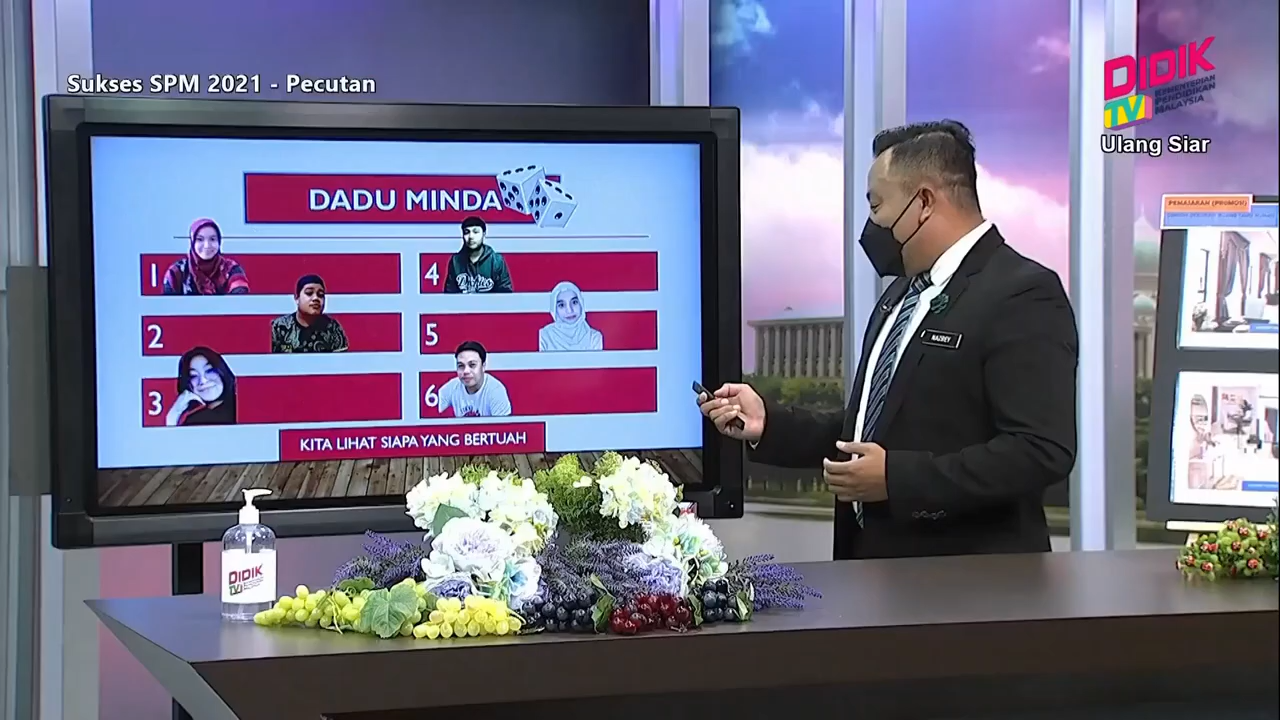 Sukses SPM 2021 - Pecutan
DIDIK
TV
KEMENTERIAN
PENDIDIKAN
MALAYSIA
Ulang Siar
DADU MINDA
1
4
2
5
3
6
KITA LIHAT SIAPA YANG BERTUAH
NAZREY
DIDIK
TV